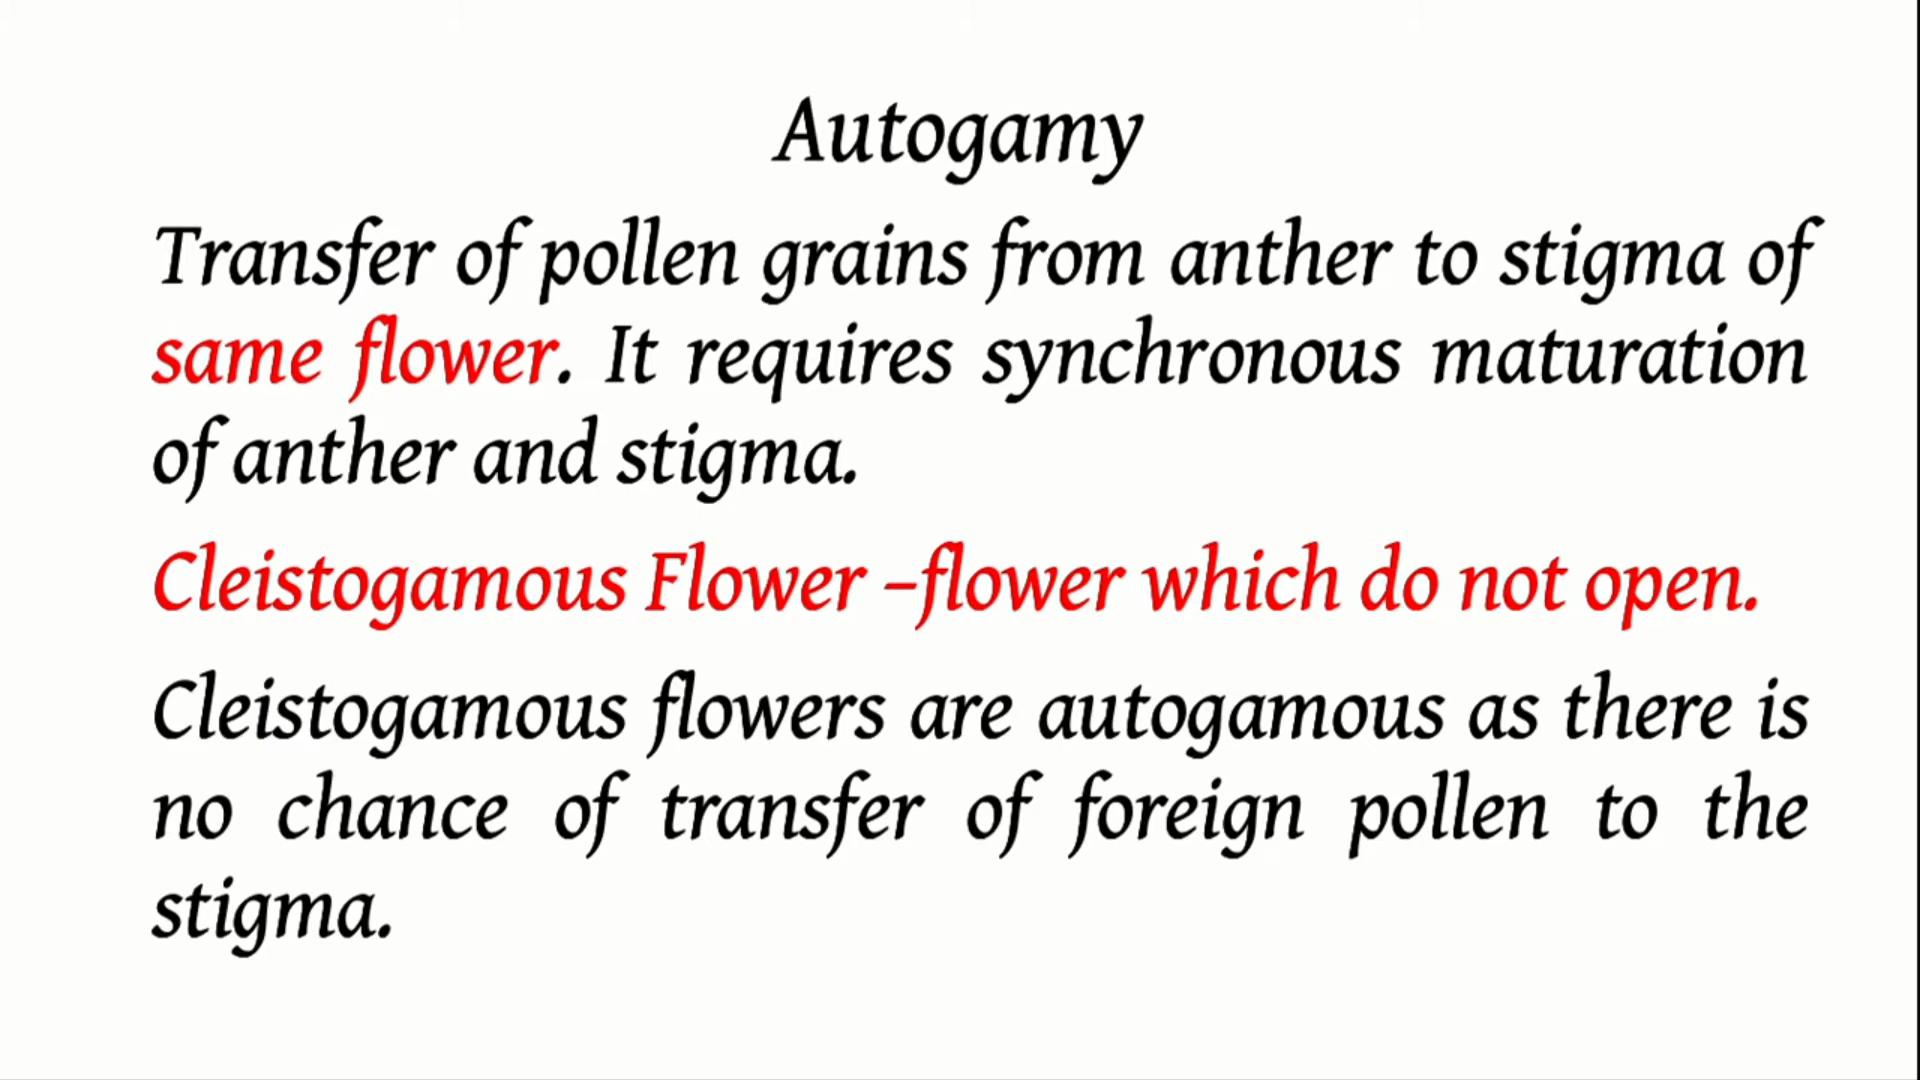 Autogamy
Transfer of pollen grains from anther to stigma of
same flower. It requires synchronous maturation
of anther and stigma.
Cleistogamous Flower –flower which do not open.
Cleistogamous flowers are autogamous as there is
no chance of transfer of foreign pollen to the
stigma.